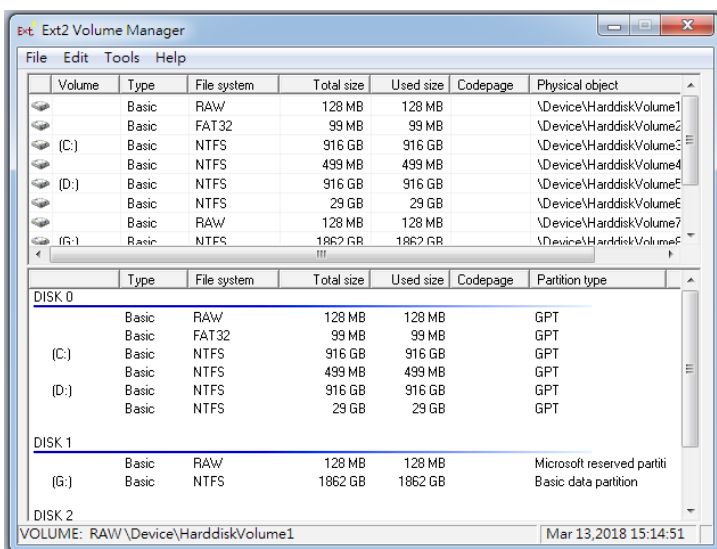 Ext2 Volume Manager
File Edit Tools Help
Volume Type File system Total size Used size Codepage Physical object
Basic RAW 128 MB 128 MB \Device\HarddiskVolume1
Basic FAT32 99 MB 99 MB \Device\HarddiskVolume2
(C:) Basic NTFS 916 GB 916 GB \Device\HarddiskVolume3
Basic NTFS 499 MB 499 MB \Device\HarddiskVolume4
(D:) Basic NTFS 916 GB 916 GB \Device\HarddiskVolume5
Basic NTFS 29 GB 29 GB \Device\HarddiskVolume6
Basic RAW 128 MB 128 MB \Device\HarddiskVolume7
(G:) Basic NTFS 1862 GB 1862 GB \Device\HarddiskVolume8
Type File system Total size Used size Codepage Partition type
DISK 0
Basic RAW 128 MB 128 MB GPT
Basic FAT32 99 MB 99 MB GPT
(C:) Basic NTFS 916 GB 916 GB GPT
Basic NTFS 499 MB 499 MB GPT
(D:) Basic NTFS 916 GB 916 GB GPT
Basic NTFS 29 GB 29 GB GPT
DISK 1
Basic RAW 128 MB 128 MB Microsoft reserved partiti
(G:) Basic NTFS 1862 GB 1862 GB Basic data partition
DISK 2
VOLUME: RAW \Device\HarddiskVolume1 Mar 13,2018 15:14:51